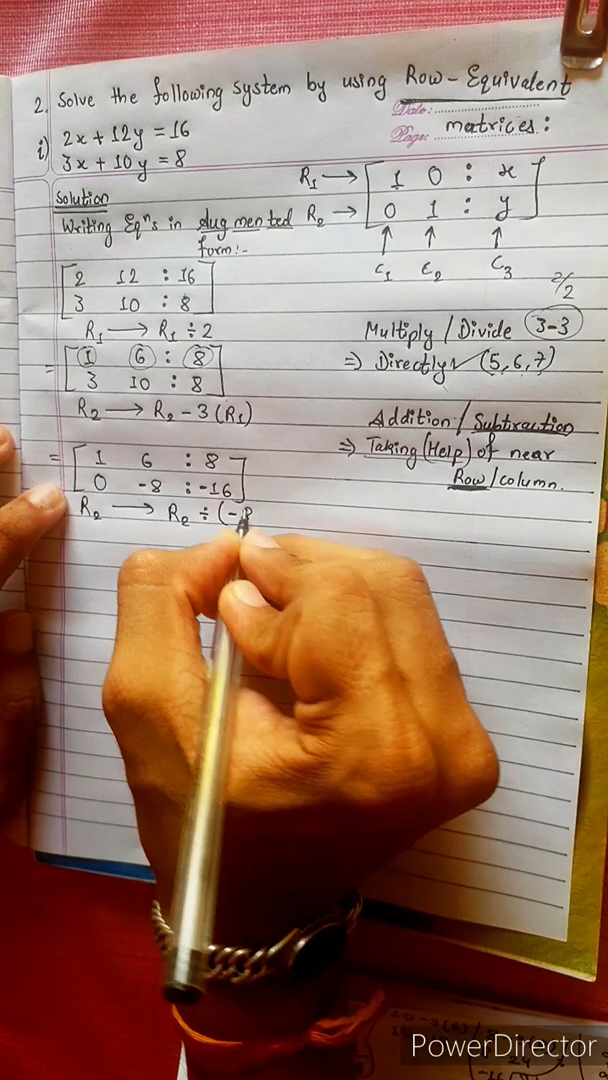 2. Solve the following system by using Row-Equivalent
Date:
Page: matrices:
i) 2x + 12y = 16
3x + 10y = 8
Solution
Writing Eqns in Augmented
form:-
R1 → [ 1 0 : x ]
R2 → [ 0 1 : y ]
↑ ↑ ↑
C1 C2 C3
[ 2 12 : 16
3 10 : 8 ]
R1 → R1 ÷ 2
2/2
Multiply / Divide 3-3
⇒ Directly ✓ (5,6,7)
= [ 1 6 : 8
3 10 : 8 ]
R2 → R2 - 3(R1)
Addition / Subtraction
⇒ Taking (Help) of near
Row/column.
= [ 1 6 : 8
0 -8 : -16 ]
R2 → R2 ÷ (-8
PowerDirector